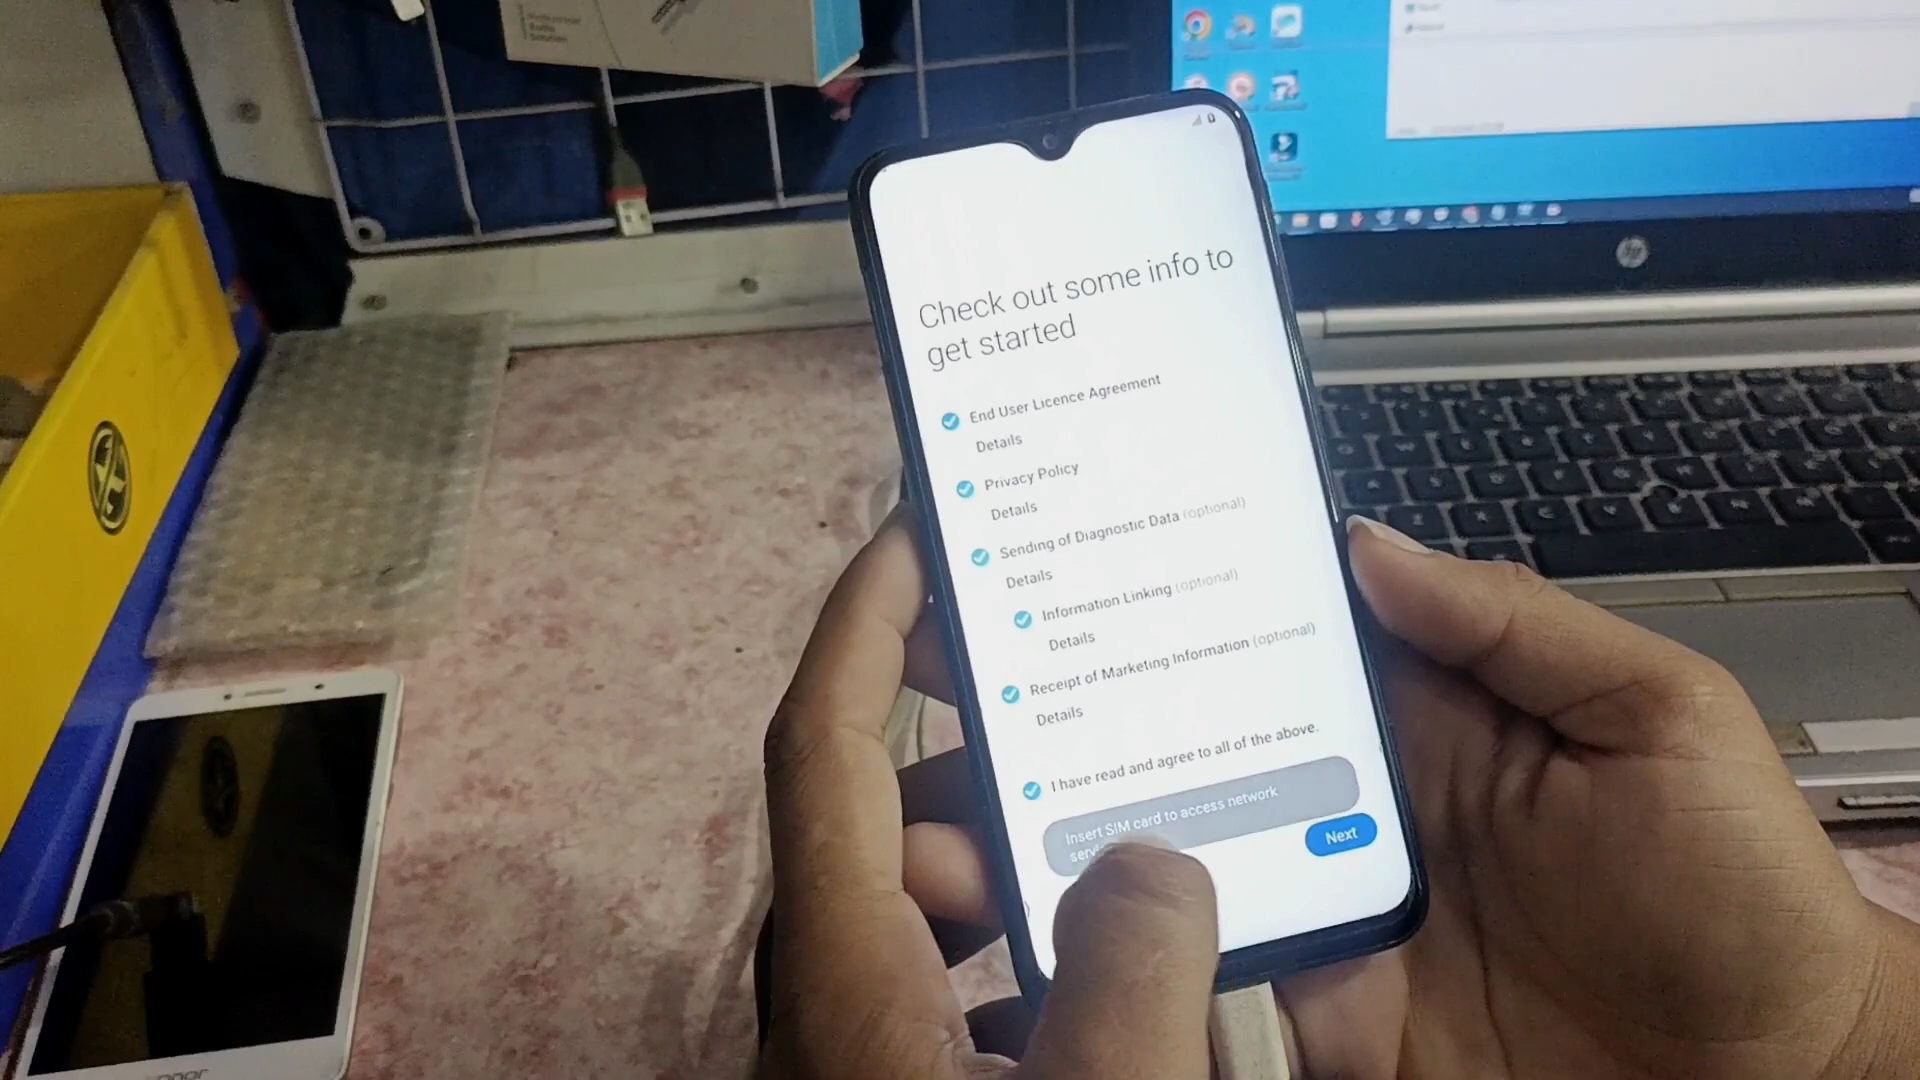 Check out some info to
get started
End User Licence Agreement
Details
Privacy Policy
Details
Sending of Diagnostic Data (optional)
Details
Information Linking (optional)
Details
Receipt of Marketing Information (optional)
Details
I have read and agree to all of the above.
Insert SIM card to access network
Next
hp